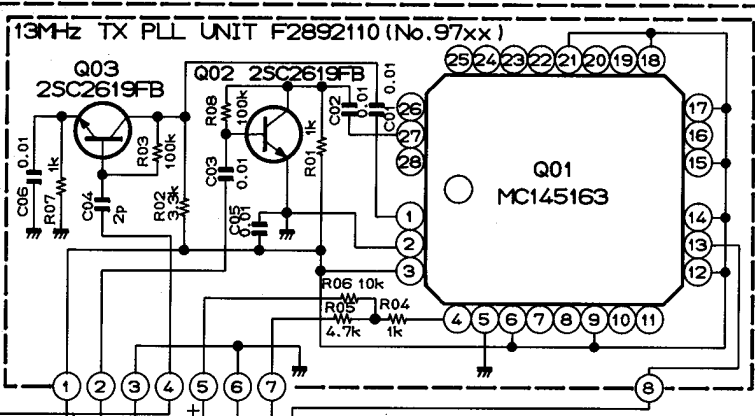 13MHz TX PLL UNIT F2892110 (No.97xx)
Q03
2SC2619FB
Q02 2SC2619FB
25 24 23 22 21 20 19 18
R08
100k
C02
0.01
C01
0.01
26
27
28
17
16
15
Q01
MC145163
C06 0.01
R07 1k
C04
2p
R03
100k
R02
3.3k
C03
0.01
R01 1k
C05
0.01
1
2
3
14
13
12
R06 10k
R05
4.7k
R04
1k
4 5 6 7 8 9 10 11
1 2 3 4 5 6 7 8
+